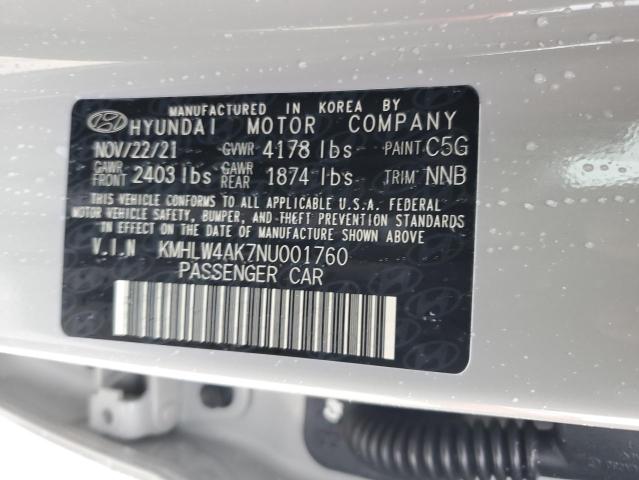 MANUFACTURED IN KOREA BY
HYUNDAI MOTOR COMPANY
NOV/22/21 GVWR 4178 lbs PAINT C5G
GAWR FRONT 2403 lbs GAWR REAR 1874 lbs TRIM NNB
THIS VEHICLE CONFORMS TO ALL APPLICABLE U.S.A. FEDERAL
MOTOR VEHICLE SAFETY, BUMPER, AND THEFT PREVENTION STANDARDS
IN EFFECT ON THE DATE OF MANUFACTURE SHOWN ABOVE
V.I.N KMHLW4AK7NU001760
PASSENGER CAR